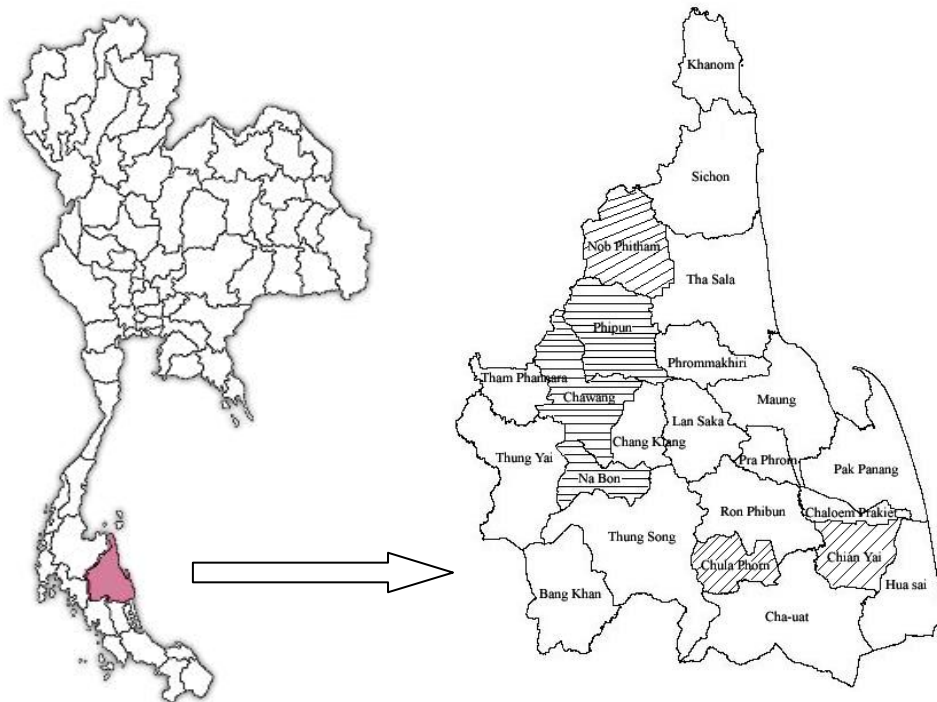 Khanom
Sichon
Nob Phitham
Tha Sala
Phipun
Phrommakhiri
Tham Phannara
Chawang
Maung
Lan Saka
Chang Klang
Thung Yai
Pra Phrom
Pak Panang
Na Bon
Ron Phibun
Chaloem Prakie
Thung Song
Chula Phorn
Chian Yai
Bang Khan
Hua sai
Cha-uat